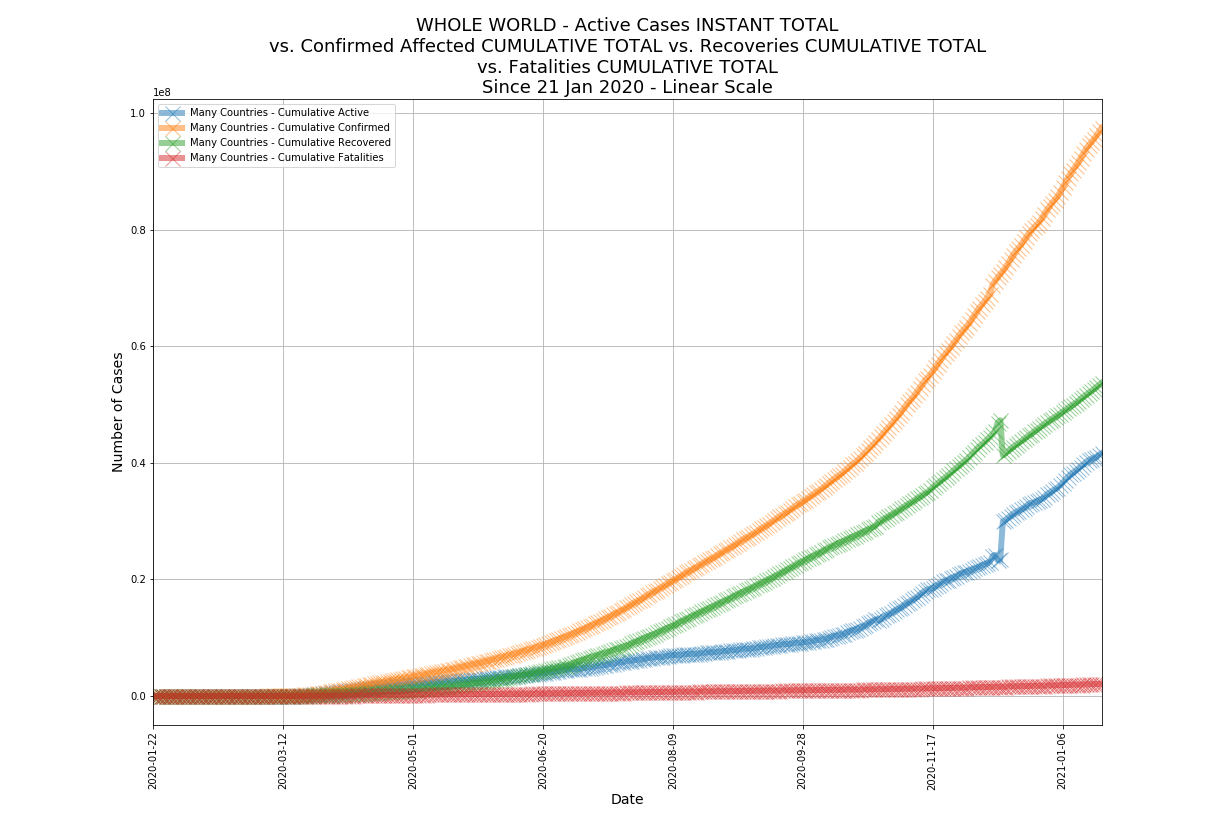 WHOLE WORLD - Active Cases INSTANT TOTAL
vs. Confirmed Affected CUMULATIVE TOTAL vs. Recoveries CUMULATIVE TOTAL
vs. Fatalities CUMULATIVE TOTAL
Since 21 Jan 2020 - Linear Scale
1e8
Many Countries - Cumulative Active
Many Countries - Cumulative Confirmed
Many Countries - Cumulative Recovered
Many Countries - Cumulative Fatalities
1.0
0.8
0.6
0.4
0.2
0.0
Number of Cases
2020-01-22
2020-03-12
2020-05-01
2020-06-20
2020-08-09
2020-09-28
2020-11-17
2021-01-06
Date